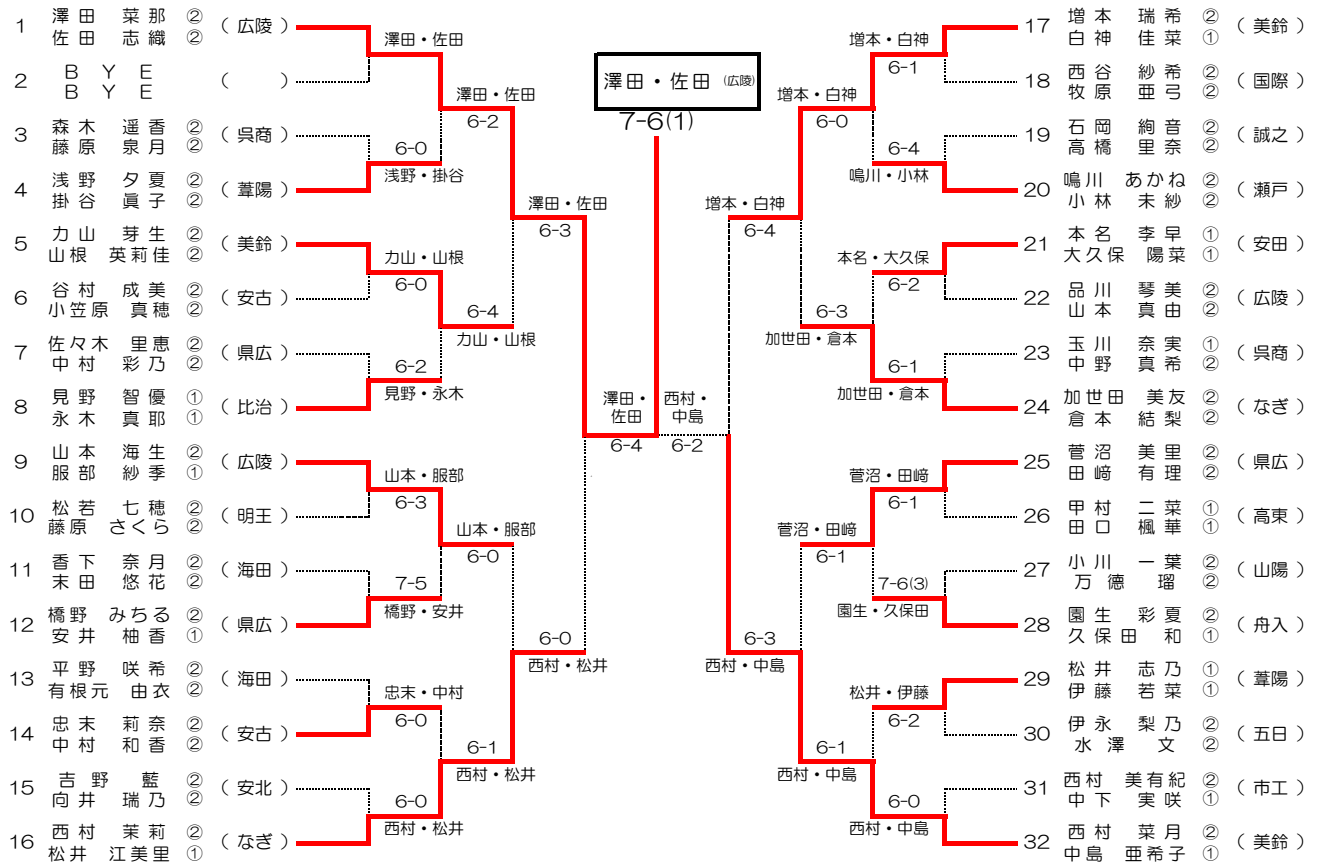 1 澤田 菜那 ② (広陵)
佐田 志織 ②
2 B Y E ( )
B Y E
3 森木 遥香 ② (呉商)
藤原 泉月 ②
4 浅野 夕夏 ② (葦陽)
掛谷 眞子 ②
5 力山 芽生 ② (美鈴)
山根 英莉佳 ②
6 谷村 成美 ② (安古)
小笠原 真穂 ②
7 佐々木 里恵 ② (県広)
中村 彩乃 ②
8 見野 智優 ① (比治)
永木 真耶 ①
9 山本 海生 ② (広陵)
服部 紗季 ①
10 松若 七穂 ② (明王)
藤原 さくら ②
11 香下 奈月 ② (海田)
末田 悠花 ②
12 橋野 みちる ② (県広)
安井 柚香 ①
13 平野 咲希 ② (海田)
有根元 由衣 ②
14 忠末 莉奈 ② (安古)
中村 和香 ②
15 吉野 藍 ② (安北)
向井 瑞乃 ②
16 西村 茉莉 ② (なぎ)
松井 江美里 ①
澤田・佐田
6-0
浅野・掛谷
力山・山根
6-0
6-2
見野・永木
山本・服部
6-3
7-5
橋野・安井
忠末・中村
6-0
6-0
西村・松井
澤田・佐田
6-2
6-4
力山・山根
山本・服部
6-0
6-1
西村・松井
澤田・佐田
6-3
6-0
西村・松井
澤田・
佐田
6-4
澤田・佐田 (広陵)
7-6(1)
西村・
中島
6-2
増本・白神
6-4
6-3
西村・中島
増本・白神
6-0
6-3
加世田・倉本
菅沼・田﨑
6-1
6-1
西村・中島
増本・白神
6-1
6-4
鳴川・小林
本名・大久保
6-2
6-1
加世田・倉本
菅沼・田﨑
6-1
7-6(3)
園生・久保田
松井・伊藤
6-2
6-0
西村・中島
17 増本 瑞希 ② (美鈴)
白神 佳菜 ①
18 西谷 紗希 ② (国際)
牧原 亜弓 ②
19 石岡 絢音 ② (誠之)
高橋 里奈 ②
20 鳴川 あかね ② (瀬戸)
小林 未紗 ②
21 本名 李早 ① (安田)
大久保 陽菜 ①
22 品川 琴美 ② (広陵)
山本 真由 ②
23 玉川 奈実 ① (呉商)
中野 真希 ②
24 加世田 美友 ② (なぎ)
倉本 結梨 ②
25 菅沼 美里 ② (県広)
田﨑 有理 ②
26 甲村 二菜 ① (高東)
田口 楓華 ①
27 小川 一葉 ② (山陽)
万德 瑠 ②
28 園生 彩夏 ② (舟入)
久保田 和 ①
29 松井 志乃 ① (葦陽)
伊藤 若菜 ①
30 伊永 梨乃 ② (五日)
水澤 文 ②
31 西村 美有紀 ② (市工)
中下 実咲 ①
32 西村 菜月 ② (美鈴)
中島 亜希子 ①